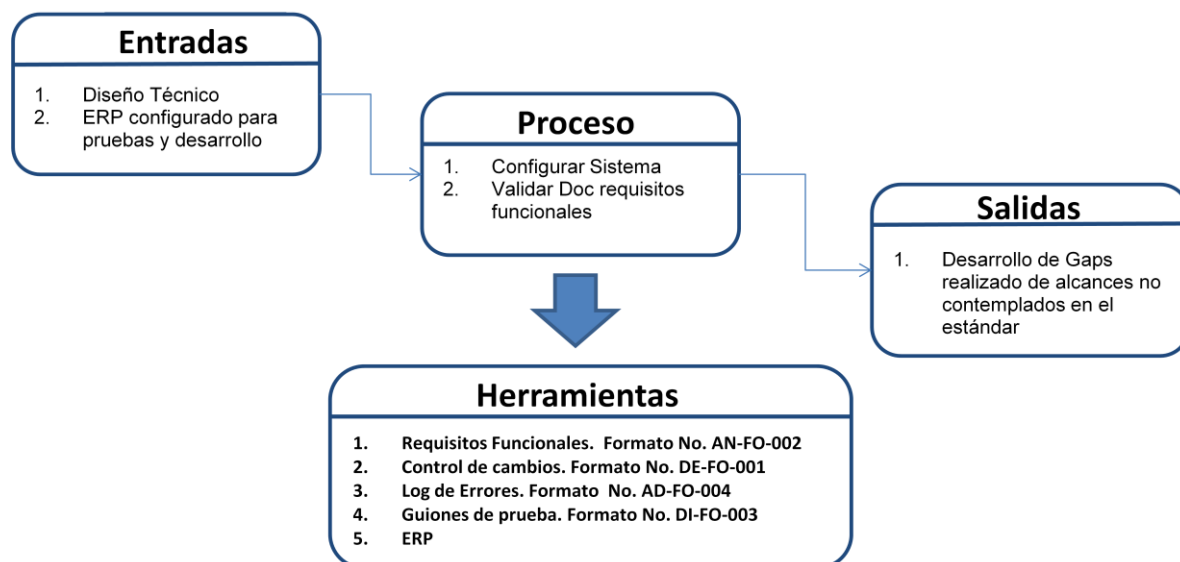 Entradas
1. Diseño Técnico
2. ERP configurado para
pruebas y desarrollo
Proceso
1. Configurar Sistema
2. Validar Doc requisitos
funcionales
Salidas
1. Desarrollo de Gaps
realizado de alcances no
contemplados en el
estándar
Herramientas
1. Requisitos Funcionales. Formato No. AN-FO-002
2. Control de cambios. Formato No. DE-FO-001
3. Log de Errores. Formato No. AD-FO-004
4. Guiones de prueba. Formato No. DI-FO-003
5. ERP